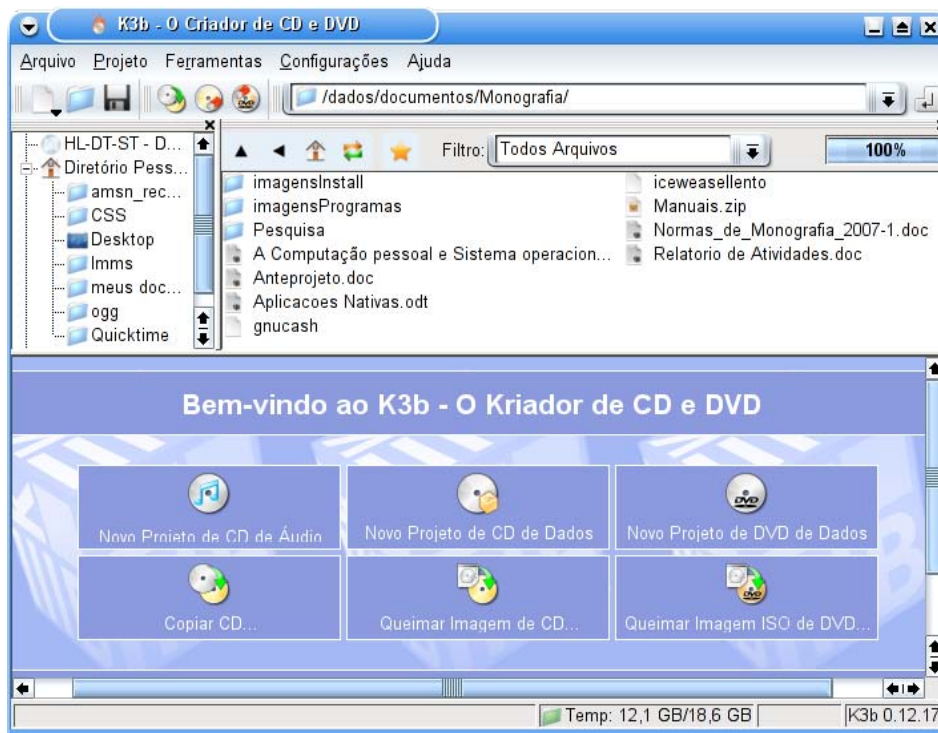 K3b - O Criador de CD e DVD
Arquivo Projeto Ferramentas Configurações Ajuda
/dados/documentos/Monografia/
HL-DT-ST - D...
Diretório Pess...
amsn_rec...
CSS
Desktop
lmms
meus doc...
ogg
Quicktime
Filtro: Todos Arquivos 100%
imagensInstall
imagensProgramas
Pesquisa
A Computação pessoal e Sistema operacion...
Anteprojeto.doc
Aplicacoes Nativas.odt
gnucash
iceweasellento
Manuais.zip
Normas_de_Monografia_2007-1.doc
Relatorio de Atividades.doc
Bem-vindo ao K3b - O Kriador de CD e DVD
Novo Projeto de CD de Áudio
Novo Projeto de CD de Dados
Novo Projeto de DVD de Dados
Copiar CD...
Queimar Imagem de CD...
Queimar Imagem ISO de DVD...
Temp: 12,1 GB/18,6 GB
K3b 0.12.17